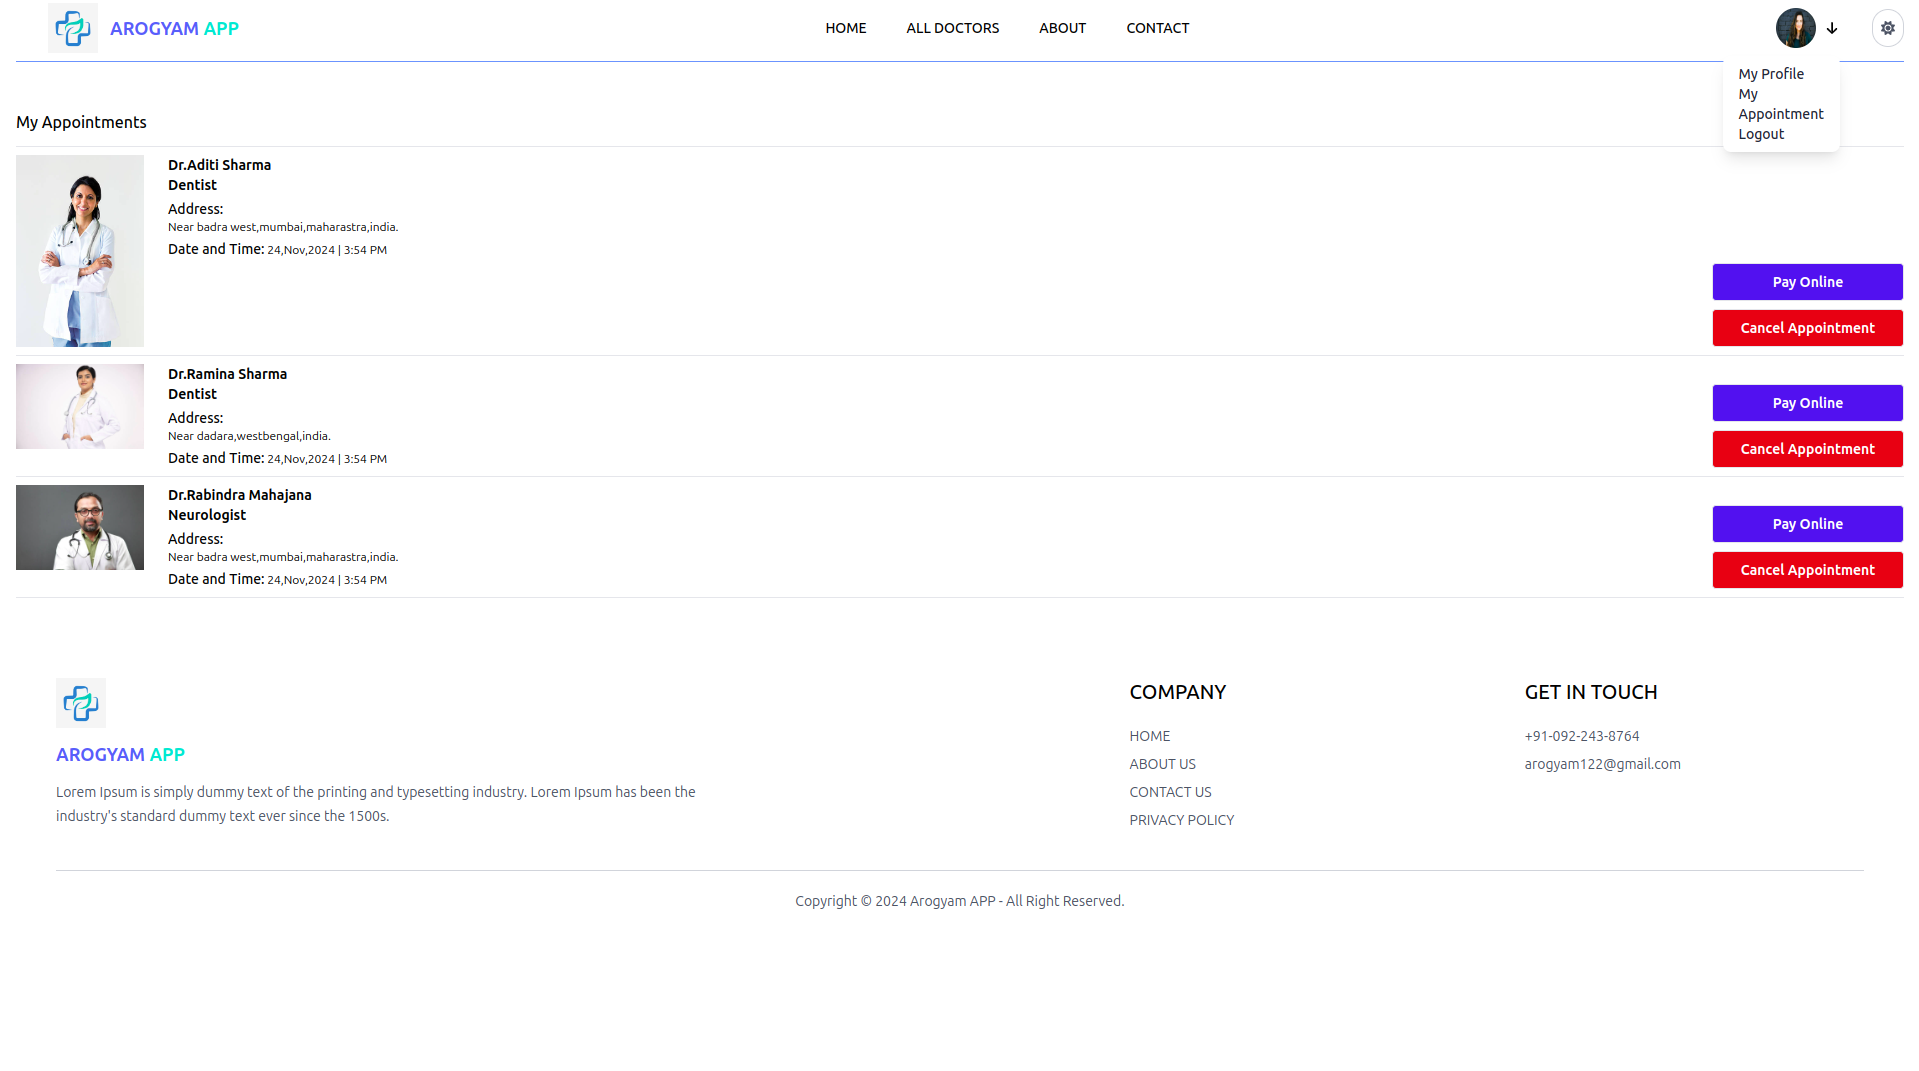 AROGYAM APP
HOME
ALL DOCTORS
ABOUT
CONTACT
My Profile
My
Appointment
Logout
My Appointments
Dr.Aditi Sharma
Dentist
Address:
Near badra west,mumbai,maharastra,india.
Date and Time: 24,Nov,2024 | 3:54 PM
Pay Online
Cancel Appointment
Dr.Ramina Sharma
Dentist
Address:
Near dadara,westbengal,india.
Date and Time: 24,Nov,2024 | 3:54 PM
Pay Online
Cancel Appointment
Dr.Rabindra Mahajana
Neurologist
Address:
Near badra west,mumbai,maharastra,india.
Date and Time: 24,Nov,2024 | 3:54 PM
Pay Online
Cancel Appointment
AROGYAM APP
Lorem Ipsum is simply dummy text of the printing and typesetting industry. Lorem Ipsum has been the
industry's standard dummy text ever since the 1500s.
COMPANY
HOME
ABOUT US
CONTACT US
PRIVACY POLICY
GET IN TOUCH
+91-092-243-8764
arogyam122@gmail.com
Copyright © 2024 Arogyam APP - All Right Reserved.